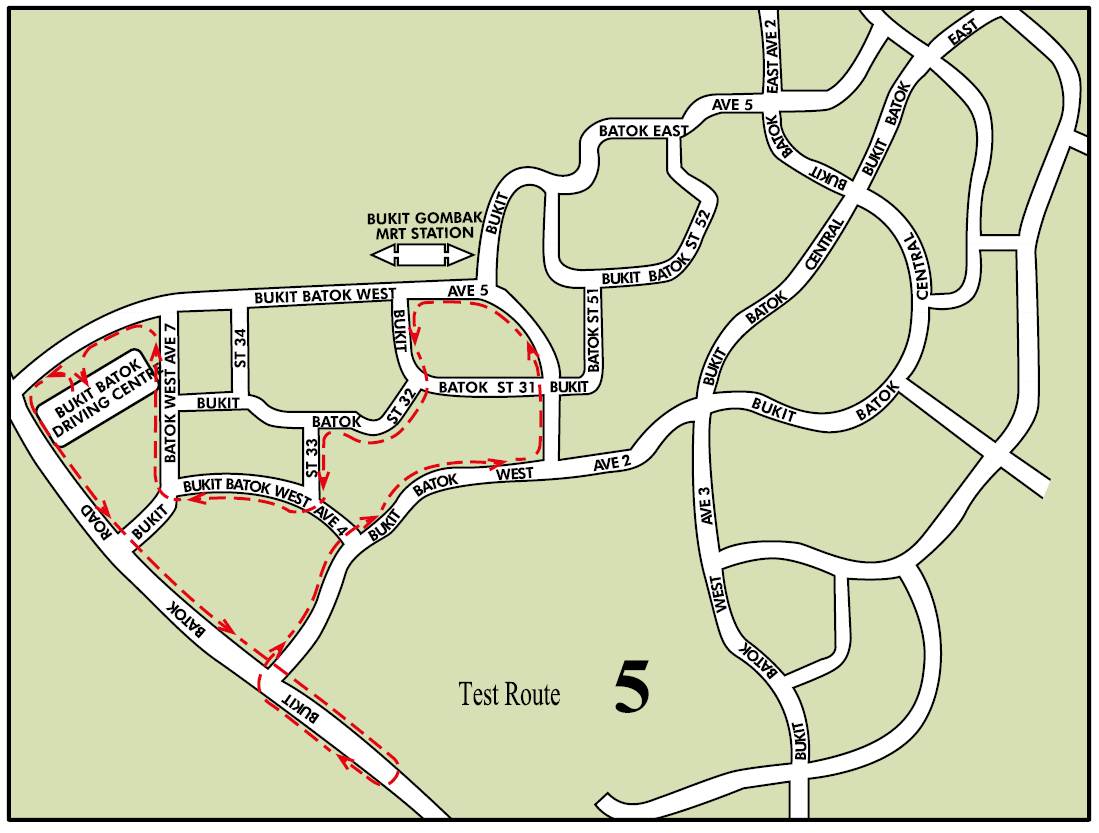 EAST
EAST AVE 2
BATOK
AVE 5
BATOK EAST
BATOK
BUKIT
BUKIT
BUKIT GOMBAK
MRT STATION
BUKIT
ST 52
BUKIT BATOK
CENTRAL
CENTRAL
BUKIT BATOK WEST
AVE 5
BATOK
BUKIT
BATOK ST 51
BUKIT
BATOK WEST AVE 7
ST 34
BUKIT BATOK
DRIVING CENTRE
BATOK ST 31
BUKIT
ST 32
BUKIT
BATOK
BUKIT
BATOK
ST 33
AVE 2
WEST
BATOK
BUKIT BATOK WEST
AVE 4
BUKIT
BUKIT
ROAD
AVE 3
WEST
BATOK
BATOK
BUKIT
BUKIT
Test Route 5